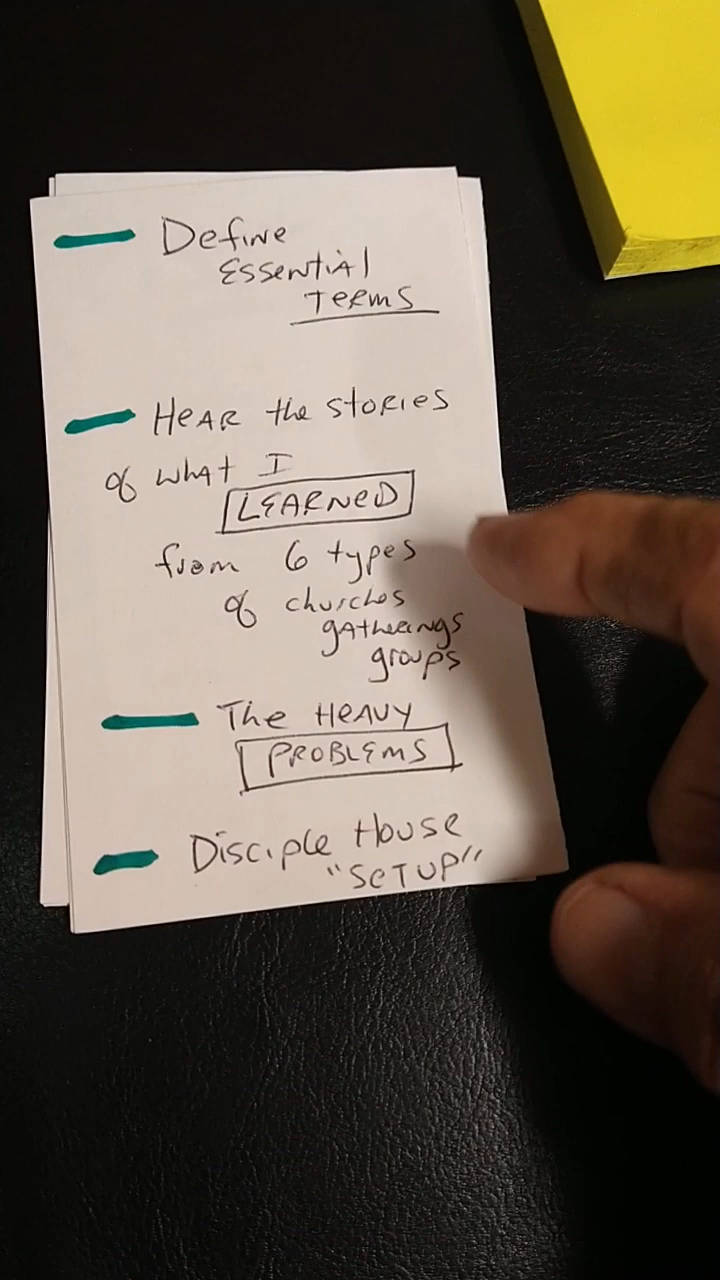 Define
Essential
Terms
Hear the stories
of what I
LEARNED
from 6 types
of churches
gatherings
groups
The HEAVY
PROBLEMS
Disciple House
"SETUP"